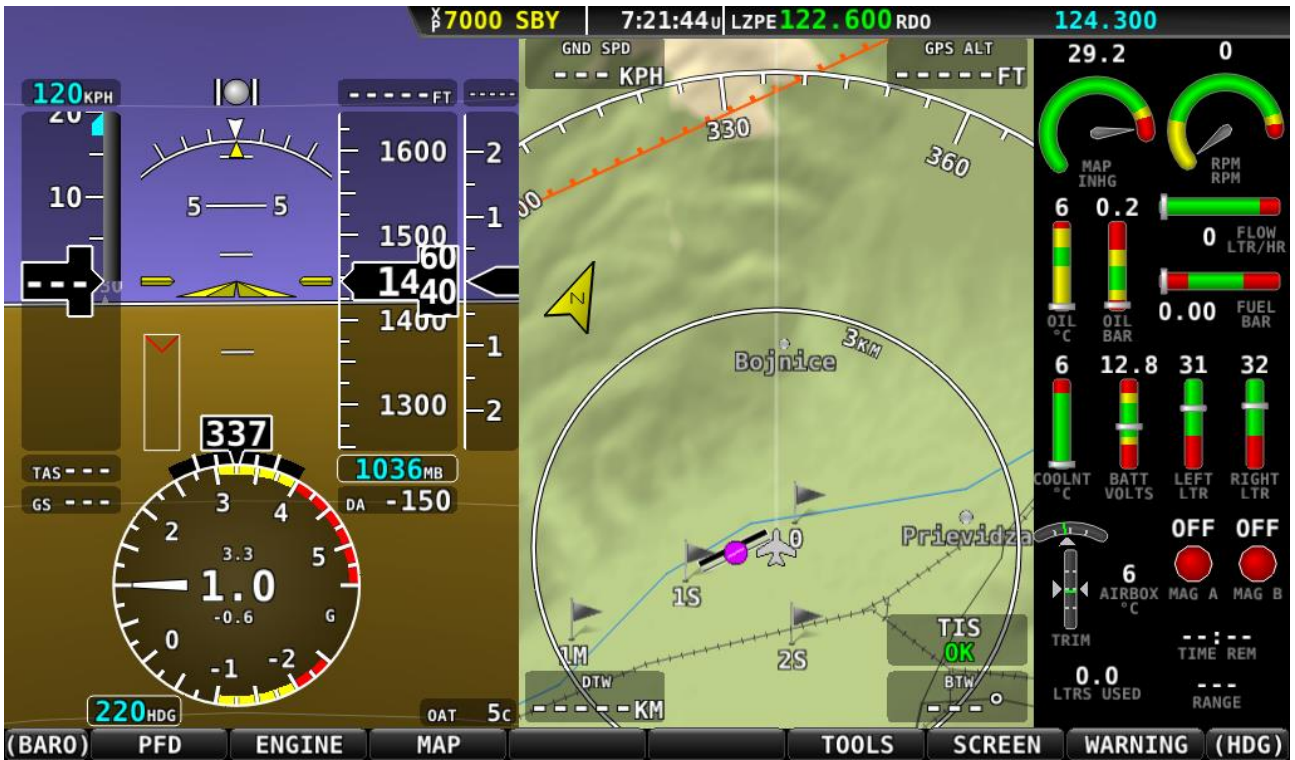 XP 7000 SBY 7:21:44U LZPE 122.600 RDO 124.300
GND SPD
--- KPH
GPS ALT
-----FT
120KPH
-----FT
-----
20
10
5 5
1600
1500
1400
1300
60
14
40
2
1
1
2
---
337
TAS---
GS ---
1036MB
DA -150
3 4
2
5
3.3
1.0
-0.6
G
0
-1 -2
220HDG
OAT 5C
330
360
N
3KM
Bojnice
Prievidza
0
1S
1M
2S
TIS
OK
DTW
-----KM
BTW
---°
29.2 0
MAP
INHG
RPM
RPM
6 0.2
0 FLOW
LTR/HR
OIL
°C
OIL
BAR
0.00 FUEL
BAR
6 12.8 31 32
COOLNT
°C
BATT
VOLTS
LEFT
LTR
RIGHT
LTR
OFF OFF
6
AIRBOX
°C
MAG A MAG B
TRIM
--:--
TIME REM
0.0
LTRS USED
---
RANGE
(BARO) PFD ENGINE MAP TOOLS SCREEN WARNING (HDG)